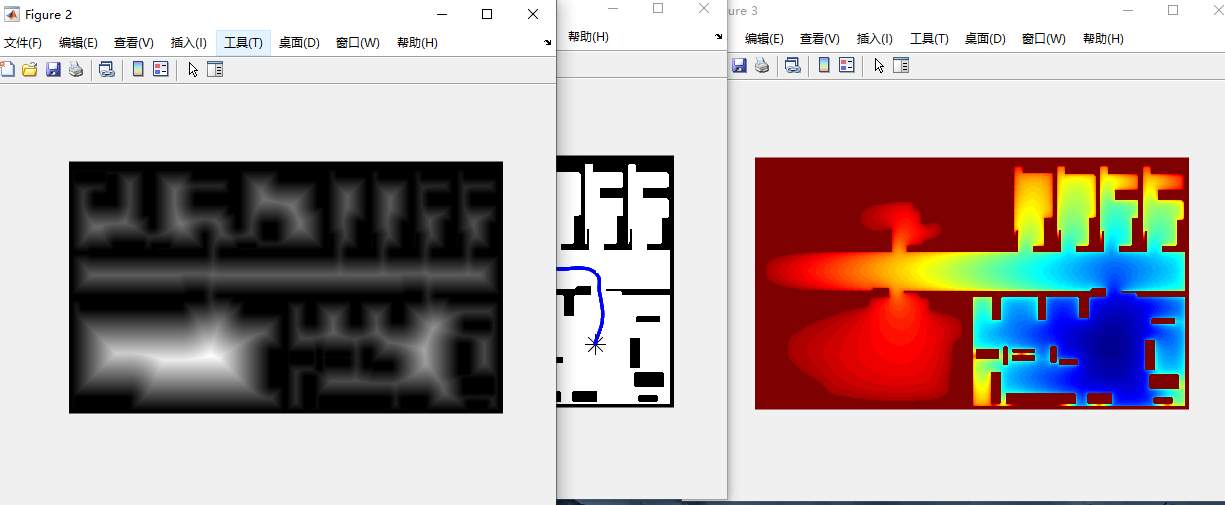 Figure 2
文件(F) 编辑(E) 查看(V) 插入(I) 工具(T) 桌面(D) 窗口(W) 帮助(H)
帮助(H)
ure 3
编辑(E) 查看(V) 插入(I) 工具(T) 桌面(D) 窗口(W) 帮助(H)